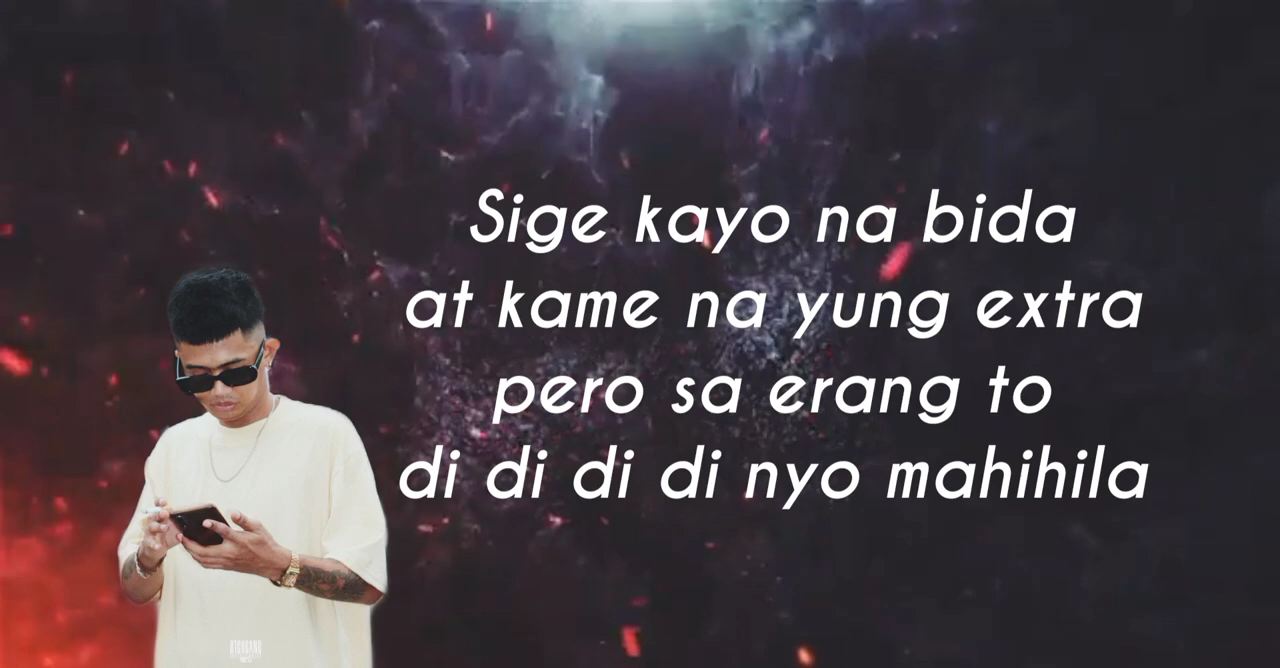 Sige kayo na bida
at kame na yung extra
pero sa erang to
di di di di nyo mahihila